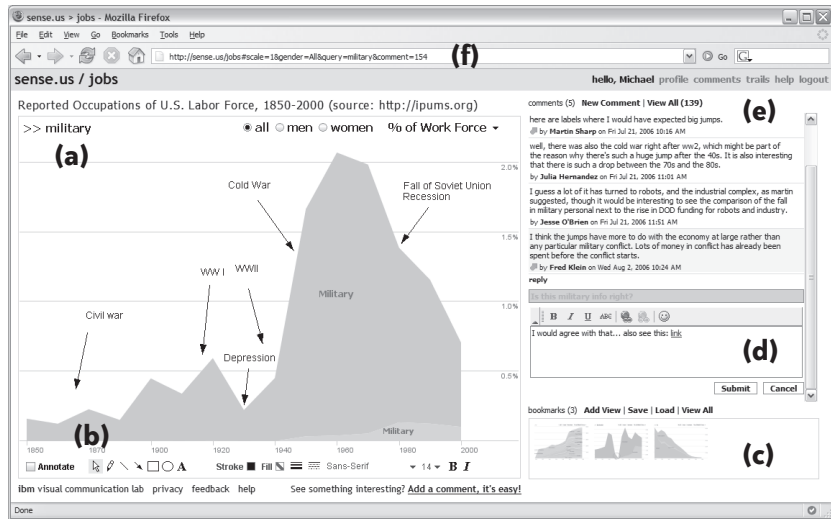 sense.us > jobs - Mozilla Firefox
File Edit View Go Bookmarks Tools Help
http://sense.us/jobs#scale=1&gender=All&query=military&comment=154
(f)
Go
G
sense.us / jobs
hello, Michael profile comments trails help logout
Reported Occupations of U.S. Labor Force, 1850-2000 (source: http://ipums.org)
>> military
all men women
% of Work Force
(a)
2.0%
Cold War
Fall of Soviet Union
Recession
1.5%
WW I
WWII
Military
1.0%
Civil war
Depression
0.5%
Military
(b)
1850 1870 1900 1920 1940 1960 1980 2000
Annotate
A
Stroke Fill
Sans-Serif
14
B I
ibm visual communication lab privacy feedback help
See something interesting? Add a comment, it's easy!
comments (5) New Comment | View All (139)
(e)
here are labels where I would have expected big jumps.
by Martin Sharp on Fri Jul 21, 2006 10:16 AM
well, there was also the cold war right after ww2, which might be part of
the reason why there's such a huge jump after the 40s. It is also interesting
that there is such a drop between the 70s and the 80s.
by Julia Hernandez on Fri Jul 21, 2006 11:01 AM
I guess a lot of it has turned to robots, and the industrial complex, as martin
suggested, though it would be interesting to see the comparison of the fall
in military personal next to the rise in DOD funding for robots and industry.
by Jesse O'Brien on Fri Jul 21, 2006 11:51 AM
I think the jumps have more to do with the economy at large rather than
any particular military conflict. Lots of money in conflict has already been
spent before the conflict starts.
by Fred Klein on Wed Aug 2, 2006 10:24 AM
reply
Is this military info right?
B I U ABC
I would agree with that... also see this: link
(d)
Submit Cancel
bookmarks (3) Add View | Save | Load | View All
(c)
Done